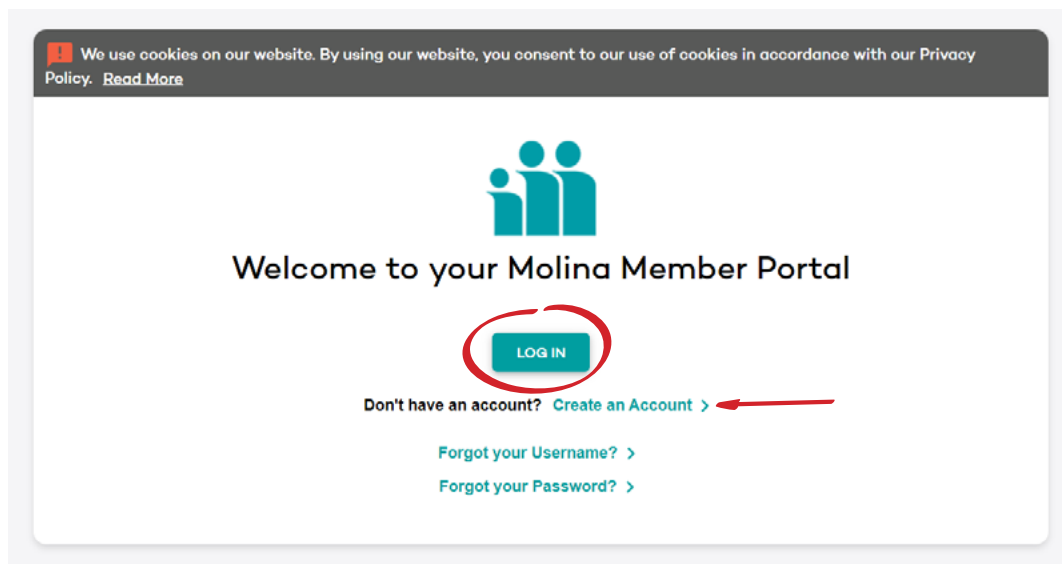 ! We use cookies on our website. By using our website, you consent to our use of cookies in accordance with our Privacy
Policy. Read More
Welcome to your Molina Member Portal
LOG IN
Don't have an account? Create an Account >
Forgot your Username? >
Forgot your Password? >